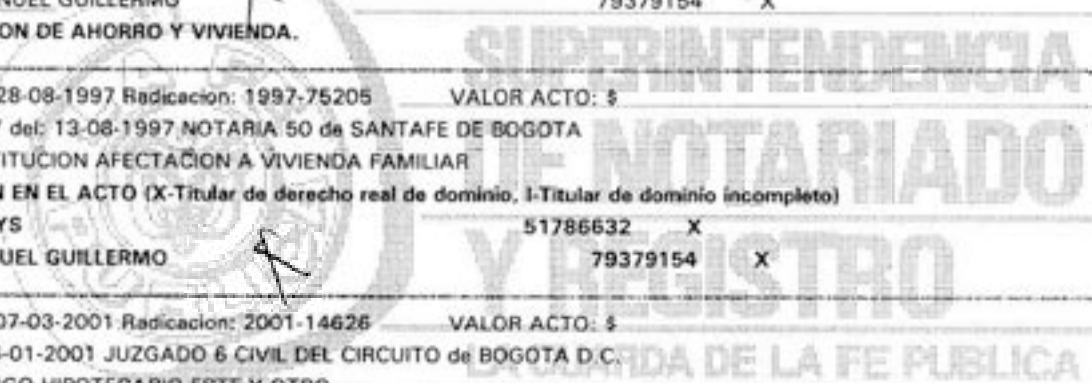 GUILLERMO 79379154 X
ON DE AHORRO Y VIVIENDA.
28-08-1997 Radicacion: 1997-75205 VALOR ACTO: $
del: 13-08-1997 NOTARIA 50 de SANTAFE DE BOGOTA
TITUCION AFECTACION A VIVIENDA FAMILIAR
N EN EL ACTO (X-Titular de derecho real de dominio, I-Titular de dominio incompleto)
YS 51786632 X
UEL GUILLERMO 79379154 X
07-03-2001 Radicacion: 2001-14626 VALOR ACTO: $
-01-2001 JUZGADO 6 CIVIL DEL CIRCUITO de BOGOTA D.C.
SUPERINTENDENCIA
DE NOTARIADO
Y REGISTRO
LA GUARDA DE LA FE PUBLICA